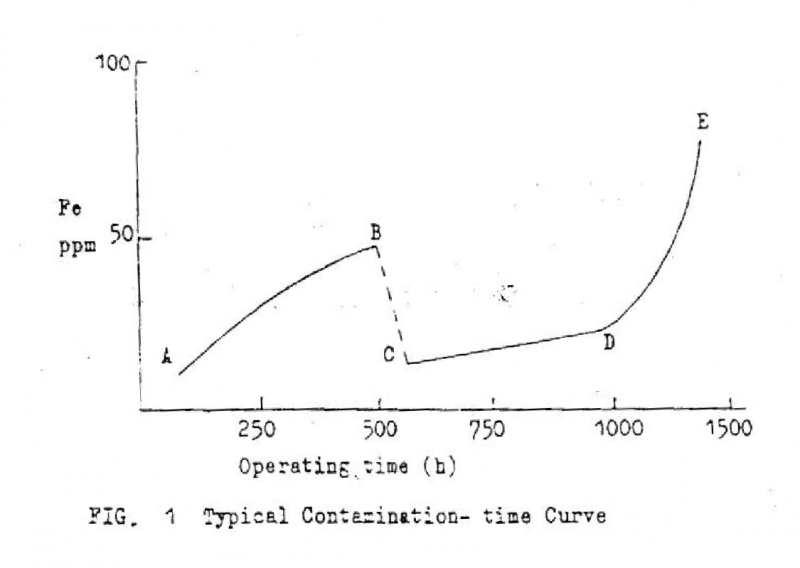 100
E
Fe
ppm 50
B
A
C
D
250 500 750 1000 1500
Operating time (h)
FIG. 1 Typical Contamination- time Curve